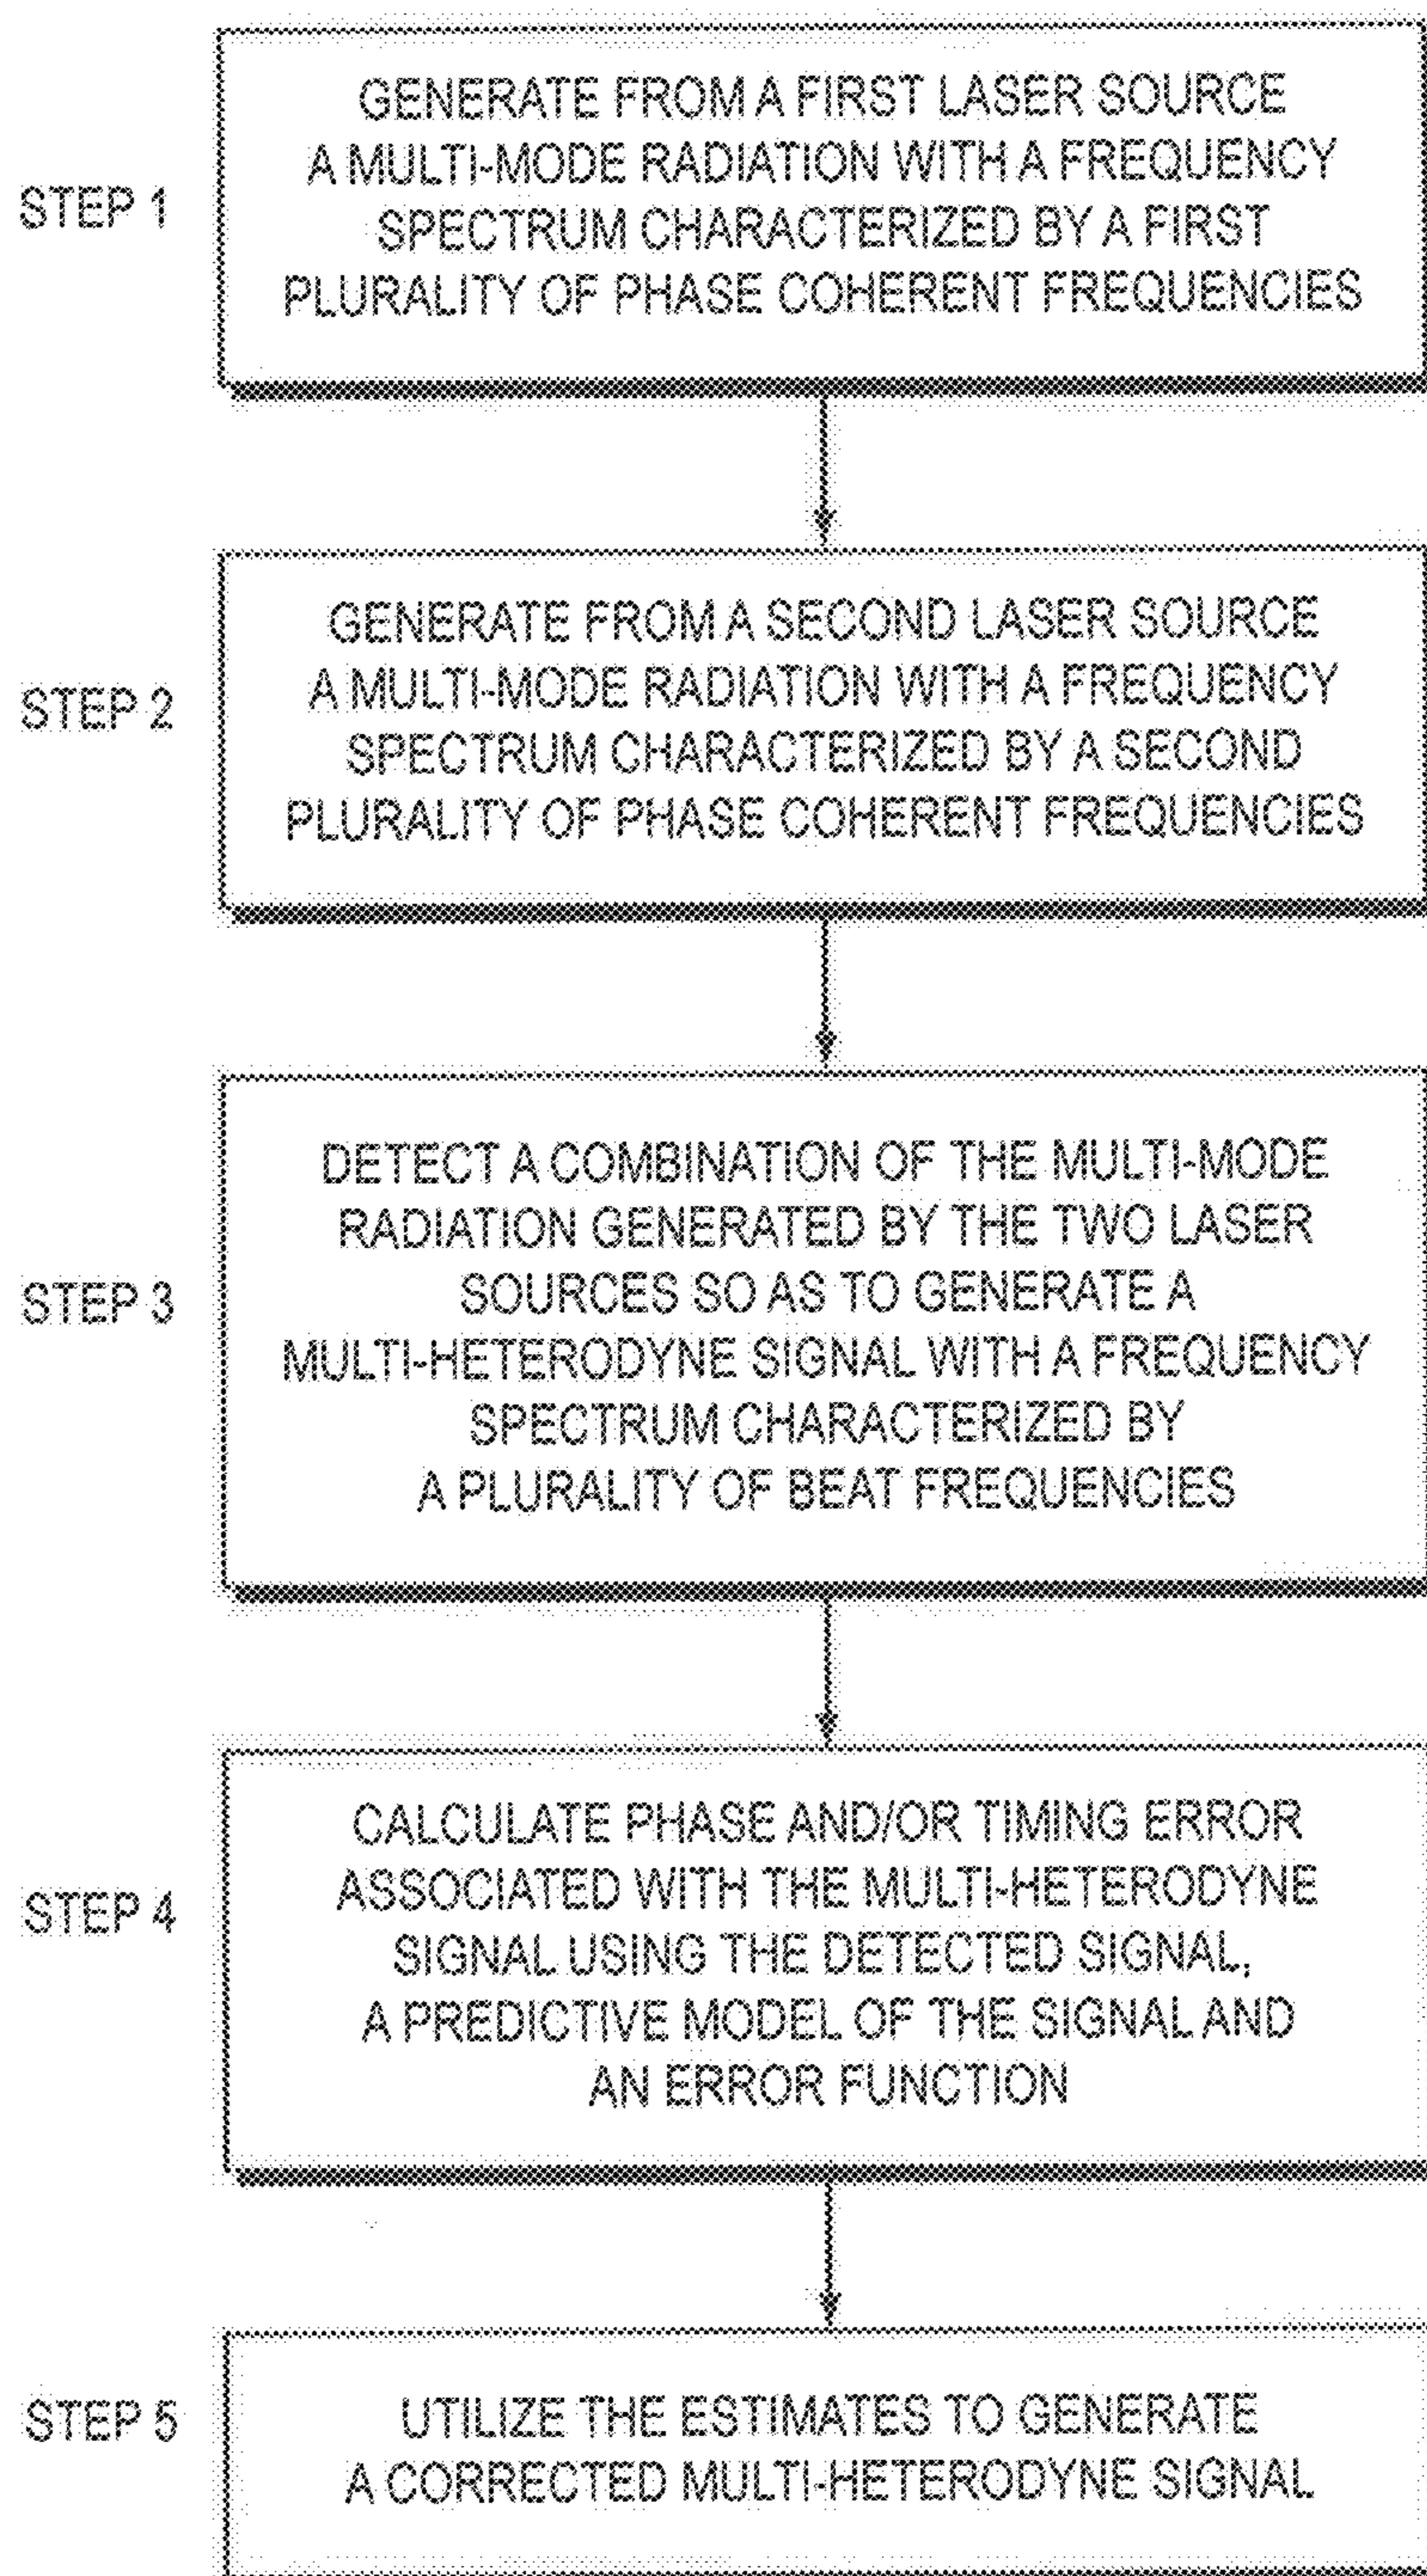 STEP 1
GENERATE FROM A FIRST LASER SOURCE
A MULTI-MODE RADIATION WITH A FREQUENCY
SPECTRUM CHARACTERIZED BY A FIRST
PLURALITY OF PHASE COHERENT FREQUENCIES
STEP 2
GENERATE FROM A SECOND LASER SOURCE
A MULTI-MODE RADIATION WITH A FREQUENCY
SPECTRUM CHARACTERIZED BY A SECOND
PLURALITY OF PHASE COHERENT FREQUENCIES
STEP 3
DETECT A COMBINATION OF THE MULTI-MODE
RADIATION GENERATED BY THE TWO LASER
SOURCES SO AS TO GENERATE A
MULTI-HETERODYNE SIGNAL WITH A FREQUENCY
SPECTRUM CHARACTERIZED BY
A PLURALITY OF BEAT FREQUENCIES
STEP 4
CALCULATE PHASE AND/OR TIMING ERROR
ASSOCIATED WITH THE MULTI-HETERODYNE
SIGNAL USING THE DETECTED SIGNAL,
A PREDICTIVE MODEL OF THE SIGNAL AND
AN ERROR FUNCTION
STEP 5
UTILIZE THE ESTIMATES TO GENERATE
A CORRECTED MULTI-HETERODYNE SIGNAL